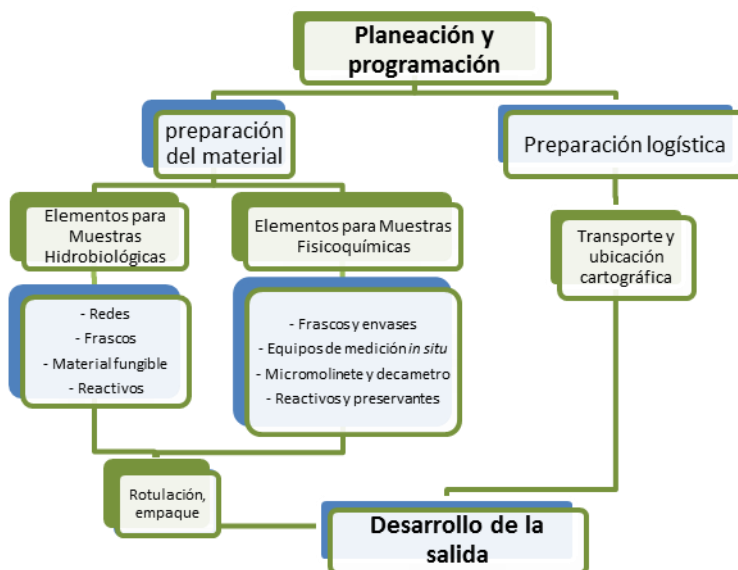 Planeación y
programación
preparación
del material
Preparación logística
Elementos para
Muestras
Hidrobiológicas
Elementos para Muestras
Fisicoquímicas
Transporte y
ubicación
cartográfica
- Redes
- Frascos
- Material fungible
- Reactivos
- Frascos y envases
- Equipos de medición in situ
- Micromolinete y decametro
- Reactivos y preservantes
Rotulación,
empaque
Desarrollo de la
salida